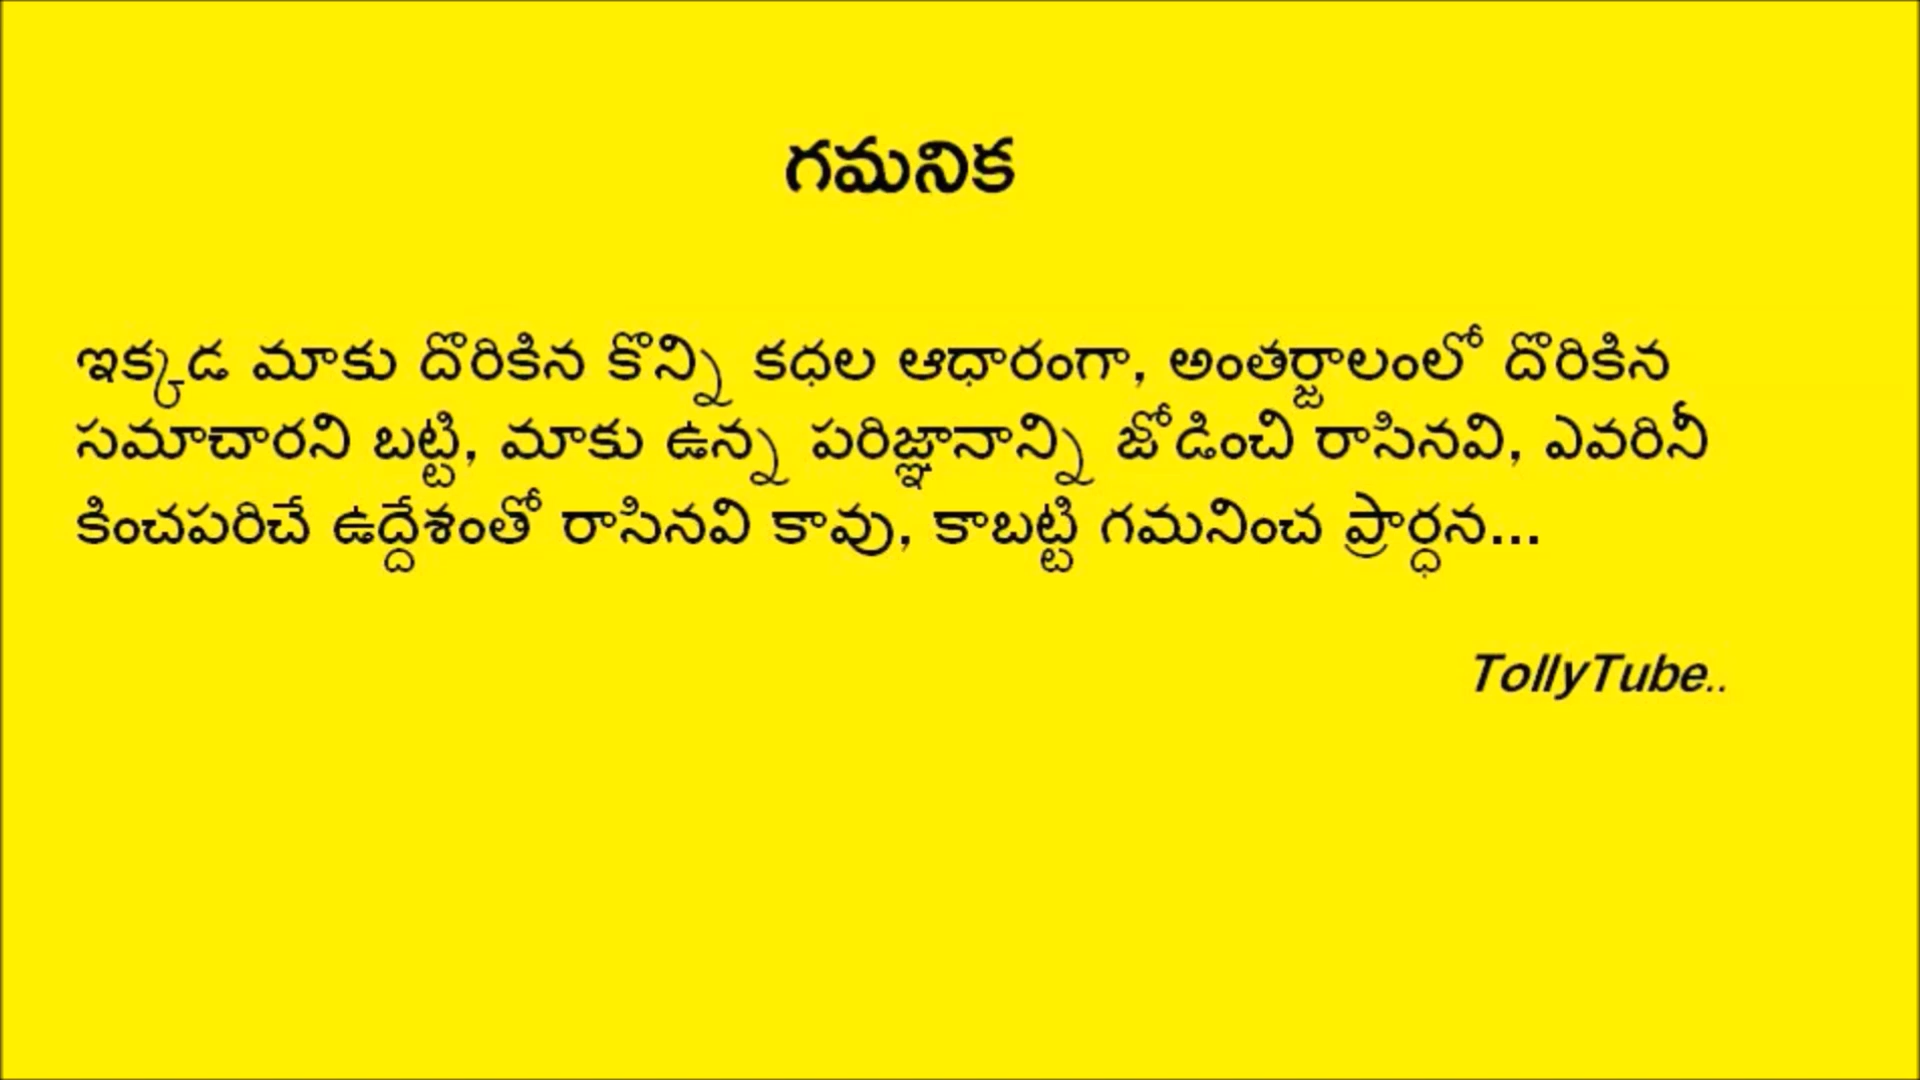 గమనిక
ఇక్కడ మాకు దొరికిన కొన్ని కధల ఆధారంగా, అంతర్జాలంలో దొరికిన
సమాచారని బట్టి, మాకు ఉన్న పరిజ్ఞానాన్ని జోడించి రాసినవి, ఎవరినీ
కించపరిచే ఉద్దేశంతో రాసినవి కావు, కాబట్టి గమనించ ప్రార్ధన...
TollyTube..